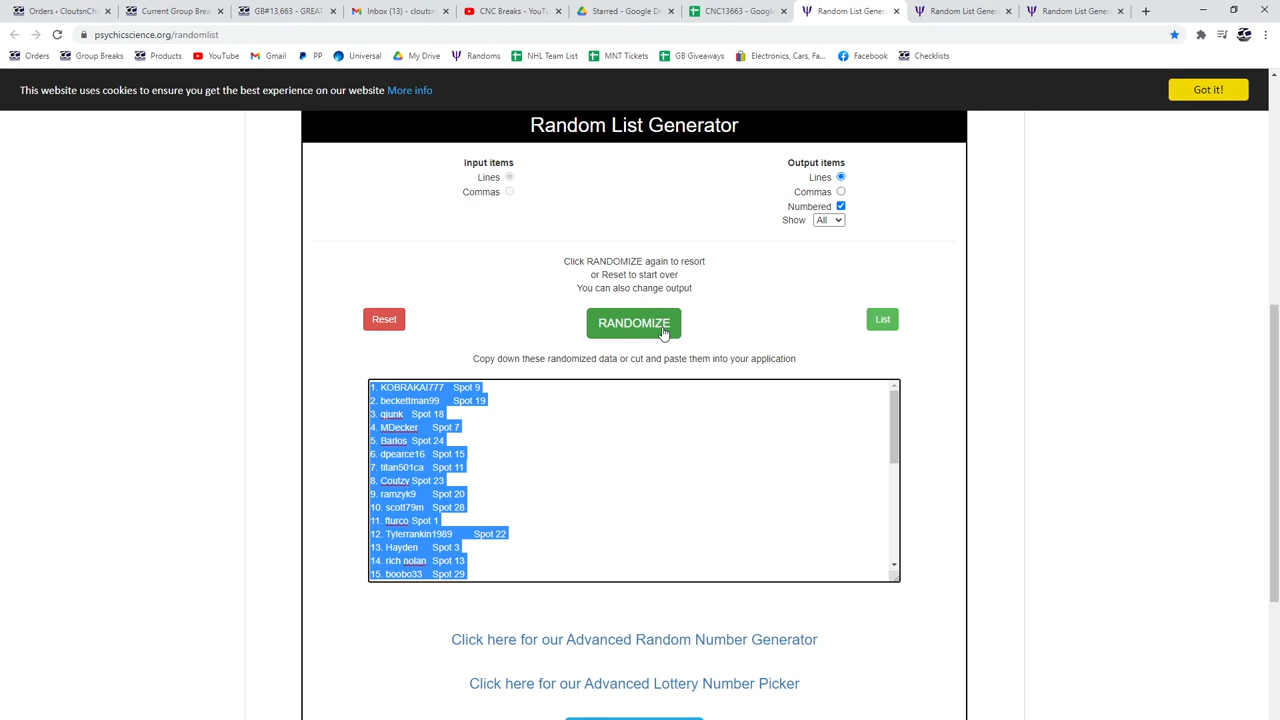 Orders ‹ CloutsnCh
Current Group Brea
GB#13,663 - GREAT
Inbox (13) - cloutsm
CNC Breaks - YouTu
Starred - Google Dr
CNC13663 - Google
Random List Genera
Random List Genera
Random List Genera
psychicscience.org/randomlist
Orders
Group Breaks
Products
YouTube
Gmail
PP
Universal
My Drive
Randoms
NHL Team List
MNT Tickets
GB Giveaways
Electronics, Cars, Fa...
Facebook
Checklists
This website uses cookies to ensure you get the best experience on our website More info
Got it!
Random List Generator
Input items
Lines
Commas
Output items
Lines
Commas
Numbered
Show All
Click RANDOMIZE again to resort
or Reset to start over
You can also change output
Reset
RANDOMIZE
List
Copy down these randomized data or cut and paste them into your application
1. KOBRAKAI777 Spot 9
2. beckettman99 Spot 19
3. qjunk Spot 18
4. MDecker Spot 7
5. Barlos Spot 24
6. dpearce16 Spot 15
7. titan501ca Spot 11
8. Coutzy Spot 23
9. ramzyk9 Spot 20
10. scott79m Spot 28
11. fturco Spot 1
12. Tylerrankin1989 Spot 22
13. Hayden Spot 3
14. rich nolan Spot 13
15. boobo33 Spot 29
Click here for our Advanced Random Number Generator
Click here for our Advanced Lottery Number Picker